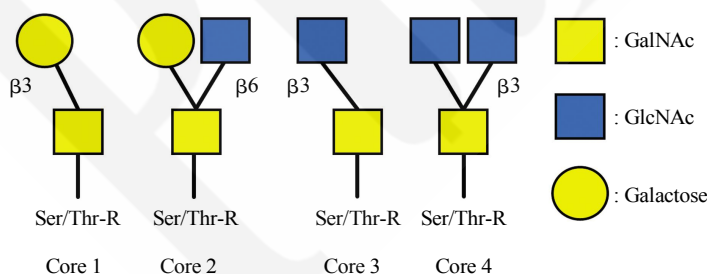 : GalNAc
β3 β6 β3 β3 : GlcNAc
: Galactose
Ser/Thr-R Ser/Thr-R Ser/Thr-R Ser/Thr-R
Core 1 Core 2 Core 3 Core 4